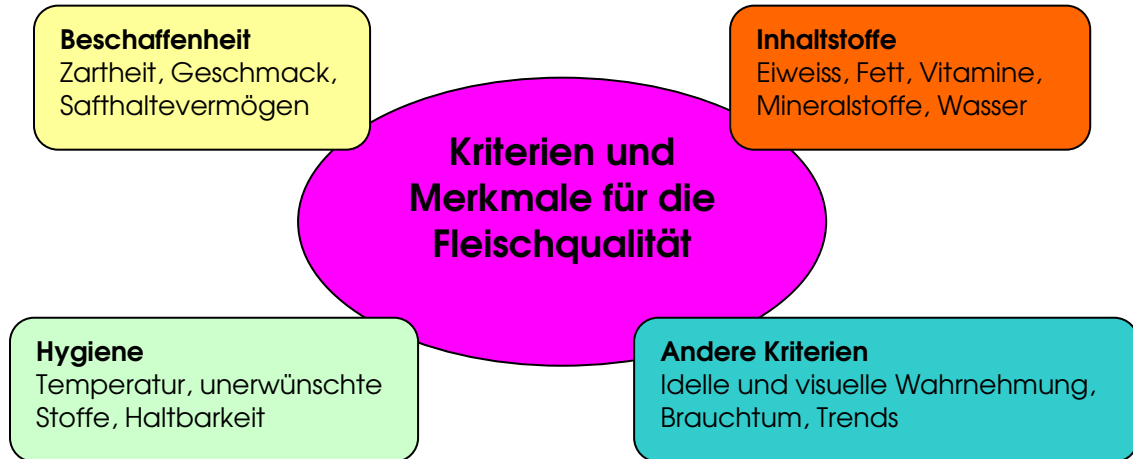 Beschaffenheit
Zartheit, Geschmack,
Safthaltevermögen
Inhaltstoffe
Eiweiss, Fett, Vitamine,
Mineralstoffe, Wasser
Kriterien und
Merkmale für die
Fleischqualität
Hygiene
Temperatur, unerwünschte
Stoffe, Haltbarkeit
Andere Kriterien
Idelle und visuelle Wahrnehmung,
Brauchtum, Trends